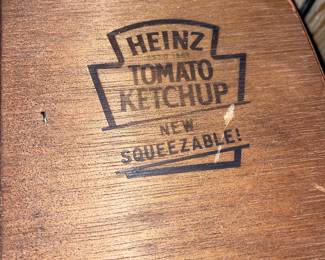 HEINZ
TOMATO
KETCHUP
NEW
SQUEEZABLE!